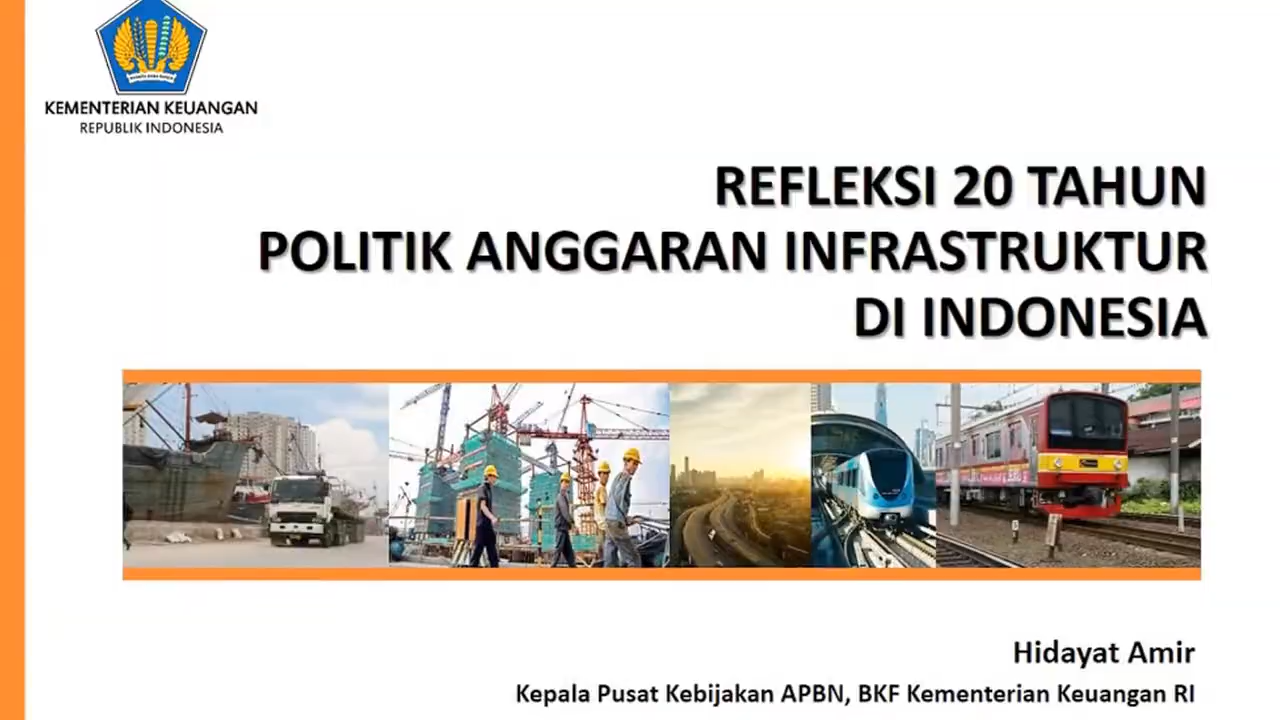 KEMENTERIAN KEUANGAN
REPUBLIK INDONESIA
REFLEKSI 20 TAHUN
POLITIK ANGGARAN INFRASTRUKTUR
DI INDONESIA
Hidayat Amir
Kepala Pusat Kebijakan APBN, BKF Kementerian Keuangan RI